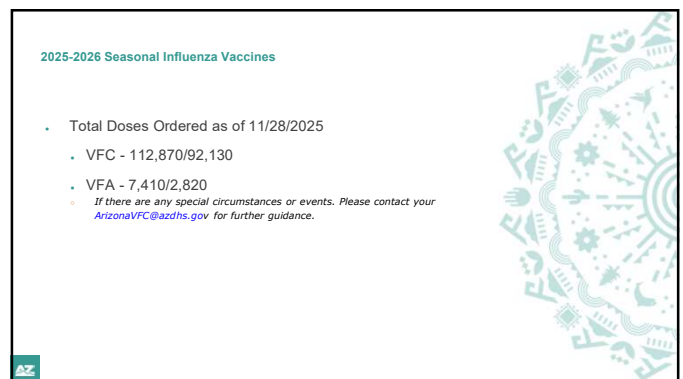 2025-2026 Seasonal Influenza Vaccines
• Total Doses Ordered as of 11/28/2025
• VFC - 112,870/92,130
• VFA - 7,410/2,820
○ If there are any special circumstances or events. Please contact your
ArizonaVFC@azdhs.gov for further guidance.
AZ